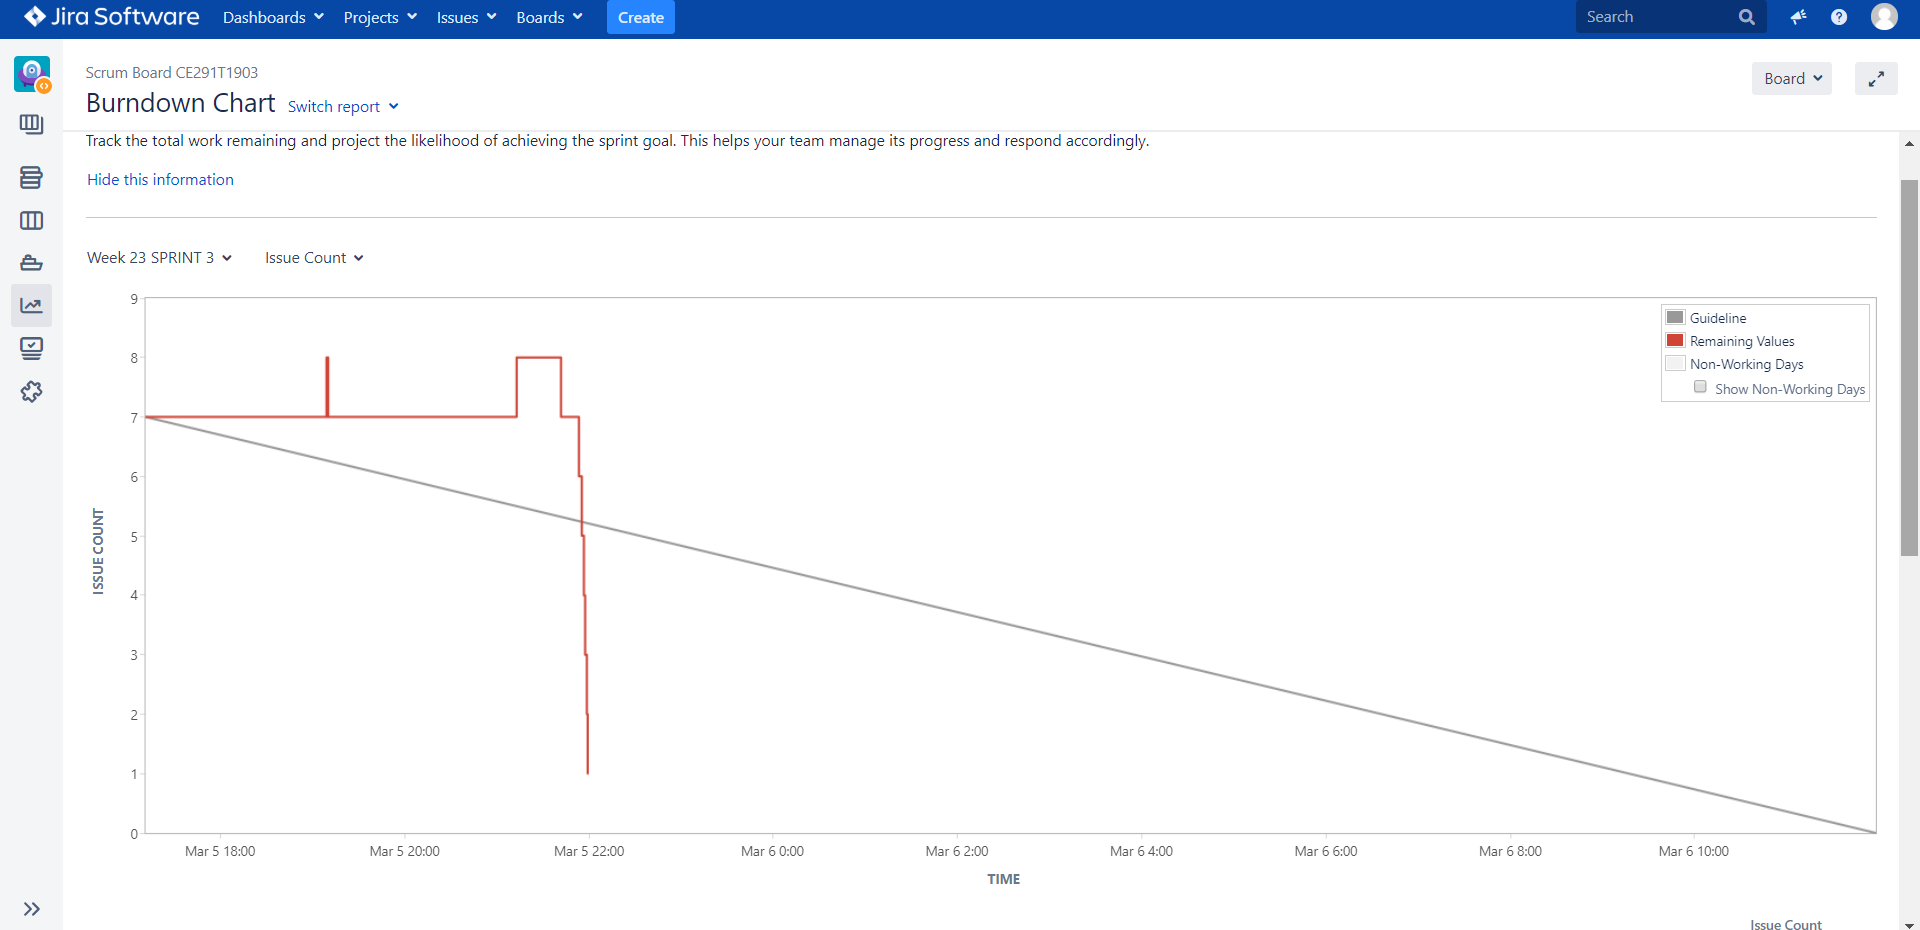 Jira Software Dashboards Projects Issues Boards Create Search
Scrum Board CE291T1903
Burndown Chart Switch report Board
Track the total work remaining and project the likelihood of achieving the sprint goal. This helps your team manage its progress and respond accordingly.
Hide this information
Week 23 SPRINT 3 Issue Count
9
8
7
6
5
4
3
2
1
0
ISSUE COUNT
Guideline
Remaining Values
Non-Working Days
Show Non-Working Days
Mar 5 18:00 Mar 5 20:00 Mar 5 22:00 Mar 6 0:00 Mar 6 2:00 Mar 6 4:00 Mar 6 6:00 Mar 6 8:00 Mar 6 10:00
TIME
Issue Count